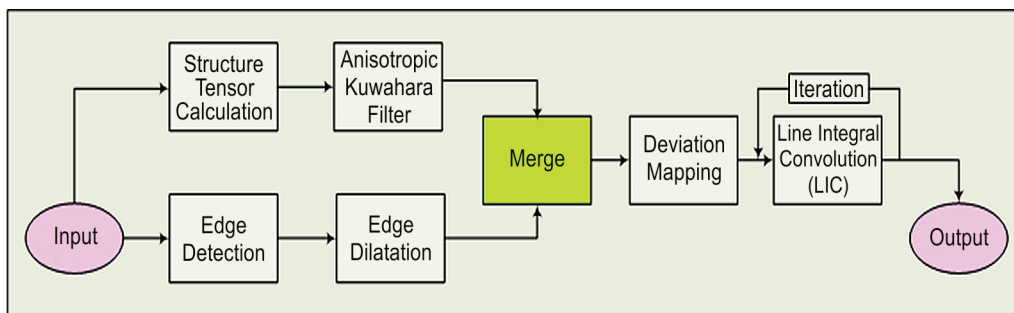 Input
Structure
Tensor
Calculation
Anisotropic
Kuwahara
Filter
Edge
Detection
Edge
Dilatation
Merge
Deviation
Mapping
Iteration
Line Integral
Convolution
(LIC)
Output